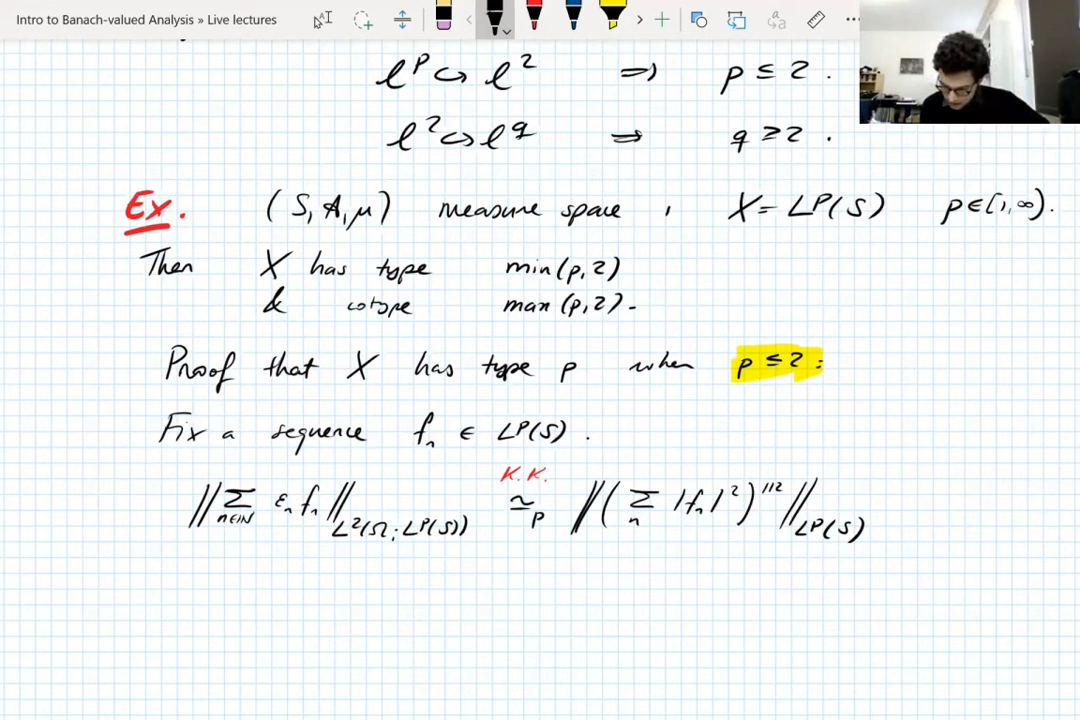 Intro to Banach-valued Analysis » Live lectures
ℓ^p ↪ ℓ^2 ⇒ p ≤ 2.
ℓ^2 ↪ ℓ^q ⇒ q ≥ 2.
Ex. (S, A, μ) measure space, X = L^p(S) p ∈ [1, ∞).
Then X has type min(p, 2)
& cotype max(p, 2).
Proof that X has type p when p ≤ 2:
Fix a sequence f_n ∈ L^p(S).
K.K.
‖∑_{n∈ℕ} ε_n f_n‖_{L^2(Ω; L^p(S))} ≃_p ‖(∑_n |f_n|^2)^{1/2}‖_{L^p(S)}